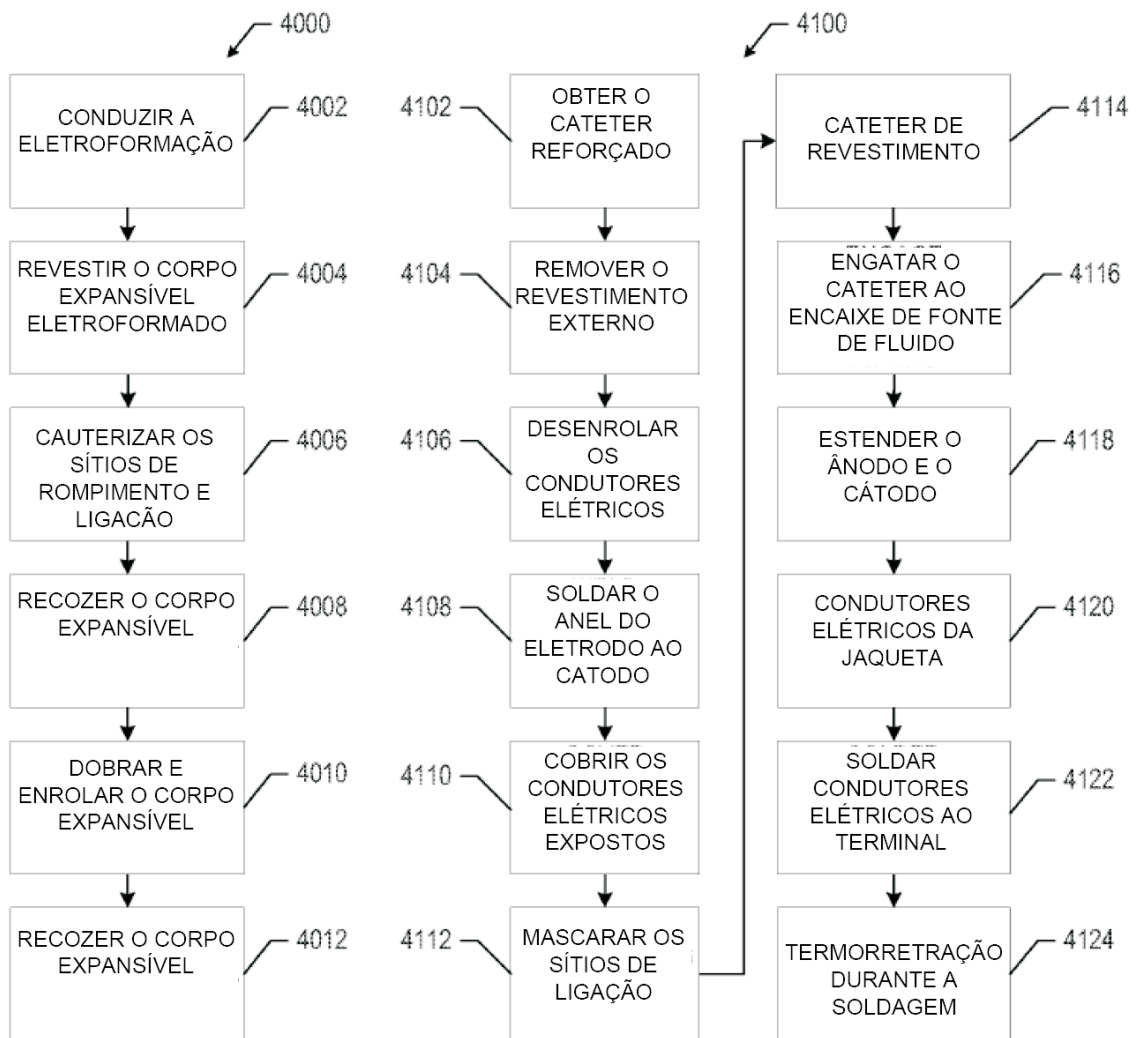 4000
CONDUZIR A
ELETROFORMAÇÃO
4002
REVESTIR O CORPO
EXPANSÍVEL
ELETROFORMADO
4004
CAUTERIZAR OS
SÍTIOS DE
ROMPIMENTO E
LIGACÃO
4006
RECOZER O CORPO
EXPANSÍVEL
4008
DOBRAR E
ENROLAR O CORPO
EXPANSÍVEL
4010
RECOZER O CORPO
EXPANSÍVEL
4012
4100
4102
OBTER O
CATETER
REFORÇADO
4104
REMOVER O
REVESTIMENTO
EXTERNO
4106
DESENROLAR
OS
CONDUTORES
ELÉTRICOS
4108
SOLDAR O
ANEL DO
ELETRODO AO
CATODO
4110
COBRIR OS
CONDUTORES
ELÉTRICOS
EXPOSTOS
4112
MASCARAR OS
SÍTIOS DE
LIGAÇÃO
CATETER DE
REVESTIMENTO
4114
ENGATAR O
CATETER AO
ENCAIXE DE FONTE
DE FLUIDO
4116
ESTENDER O
ÂNODO E O
CÁTODO
4118
CONDUTORES
ELÉTRICOS DA
JAQUETA
4120
SOLDAR
CONDUTORES
ELÉTRICOS AO
TERMINAL
4122
TERMORRETRAÇÃO
DURANTE A
SOLDAGEM
4124